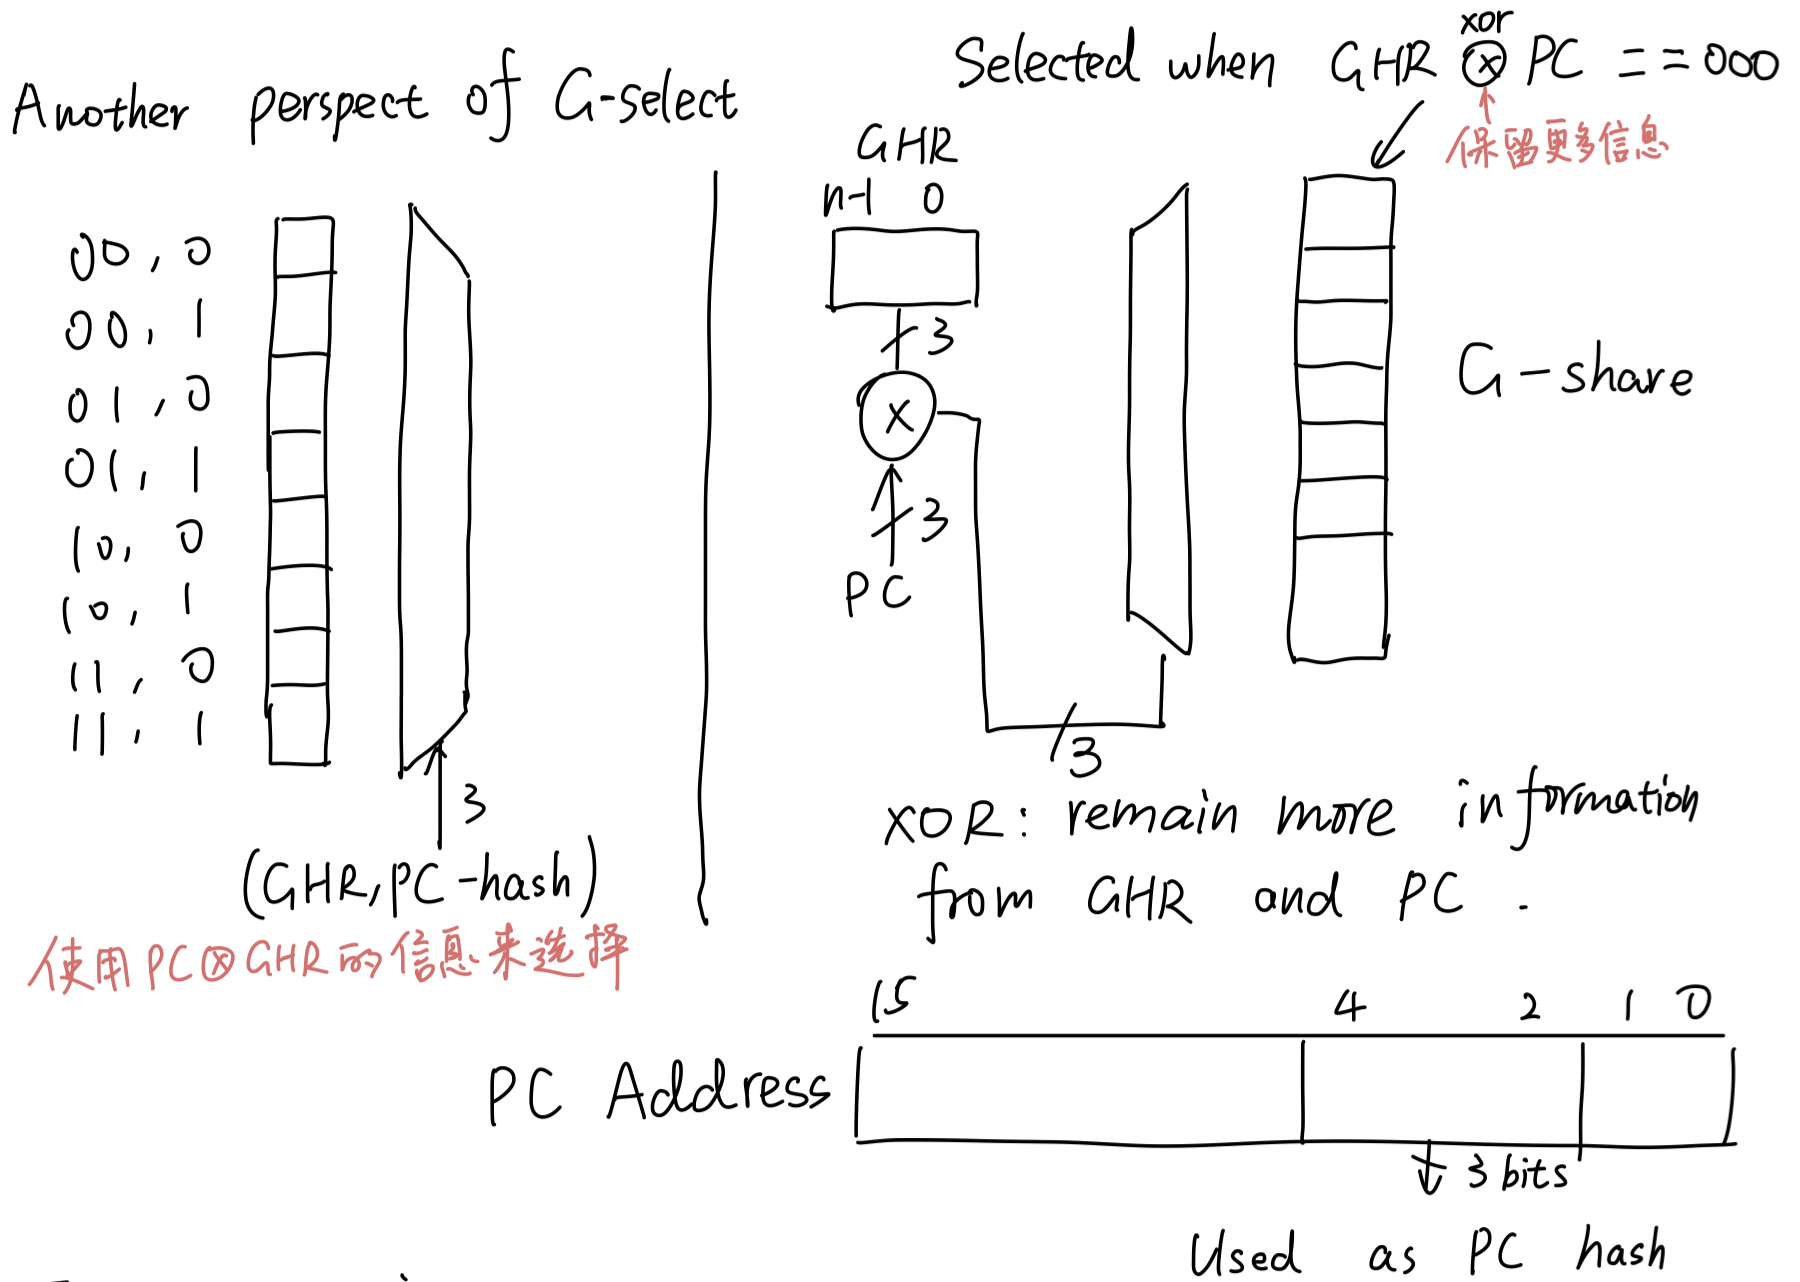 Another perspect of G-select
00, 0
00, 1
01, 0
01, 1
10, 0
10, 1
11, 0
11, 1
3
(GHR, PC-hash)
使用PC⊗GHR的信息来选择
xor
Selected when GHR ⊗ PC ==000
保留更多信息
GHR
n-1 0
3
X
3
PC
3
G-share
XOR: remain more information
from GHR and PC .
15 4 2 1 0
PC Address
3 bits
Used as PC hash